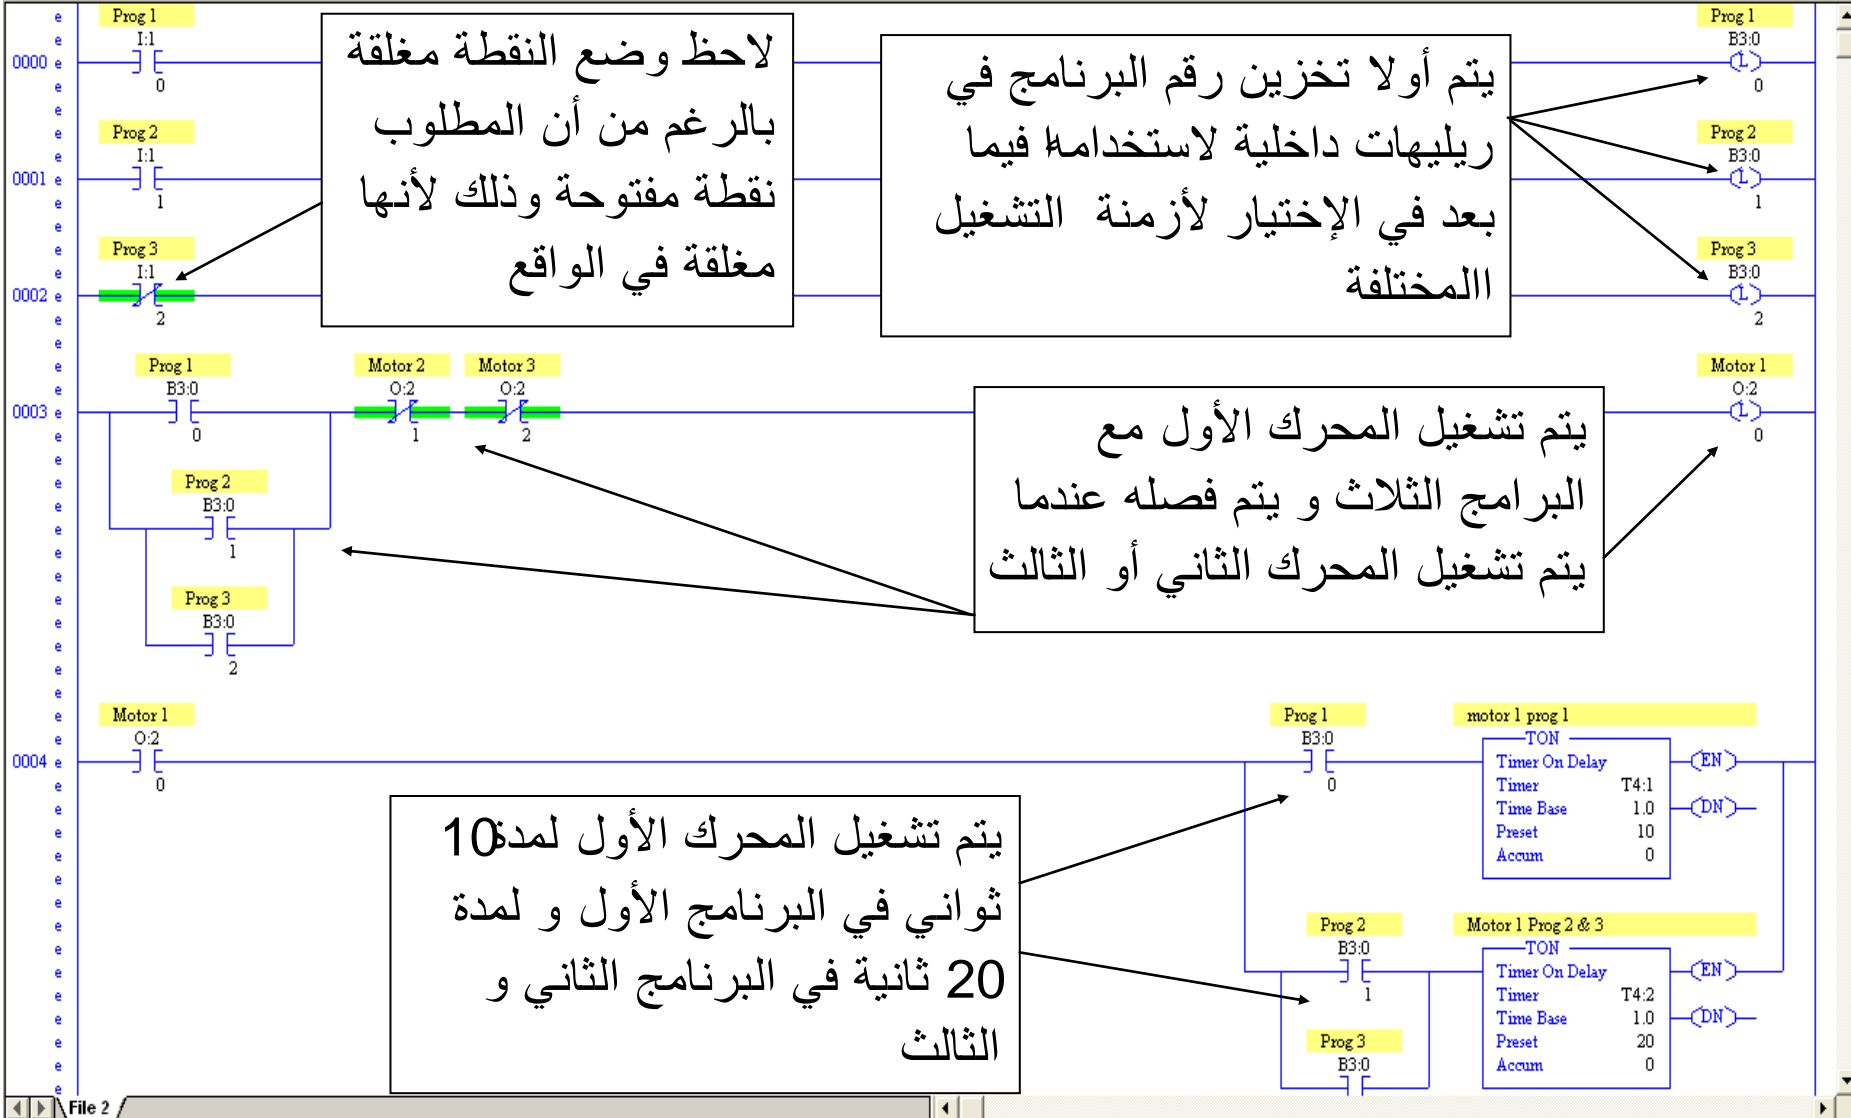 Prog 1
I:1
0000
0
لاحظ وضع النقطة مغلقة
بالرغم من أن المطلوب
نقطة مفتوحة وذلك لأنها
مغلقة في الواقع
يتم أولا تخزين رقم البرنامج في
ريليهات داخلية لاستخدامها فيما
بعد في الإختيار لأزمنة التشغيل
االمختلفة
Prog 1
B3:0
L
0
Prog 2
I:1
0001
1
Prog 2
B3:0
L
1
Prog 3
I:1
0002
2
Prog 3
B3:0
L
2
Prog 1
B3:0
0003
0
Motor 2
O:2
1
Motor 3
O:2
2
Motor 1
O:2
L
0
Prog 2
B3:0
1
Prog 3
B3:0
2
يتم تشغيل المحرك الأول مع
البرامج الثلاث و يتم فصله عندما
يتم تشغيل المحرك الثاني أو الثالث
Motor 1
O:2
0004
0
Prog 1
B3:0
0
motor 1 prog 1
TON
Timer On Delay
Timer T4:1
Time Base 1.0
Preset 10
Accum 0
EN
DN
يتم تشغيل المحرك الأول لمدة 10
ثواني في البرنامج الأول و لمدة
20 ثانية في البرنامج الثاني و
الثالث
Prog 2
B3:0
1
Prog 3
B3:0
Motor 1 Prog 2 & 3
TON
Timer On Delay
Timer T4:2
Time Base 1.0
Preset 20
Accum 0
EN
DN
File 2